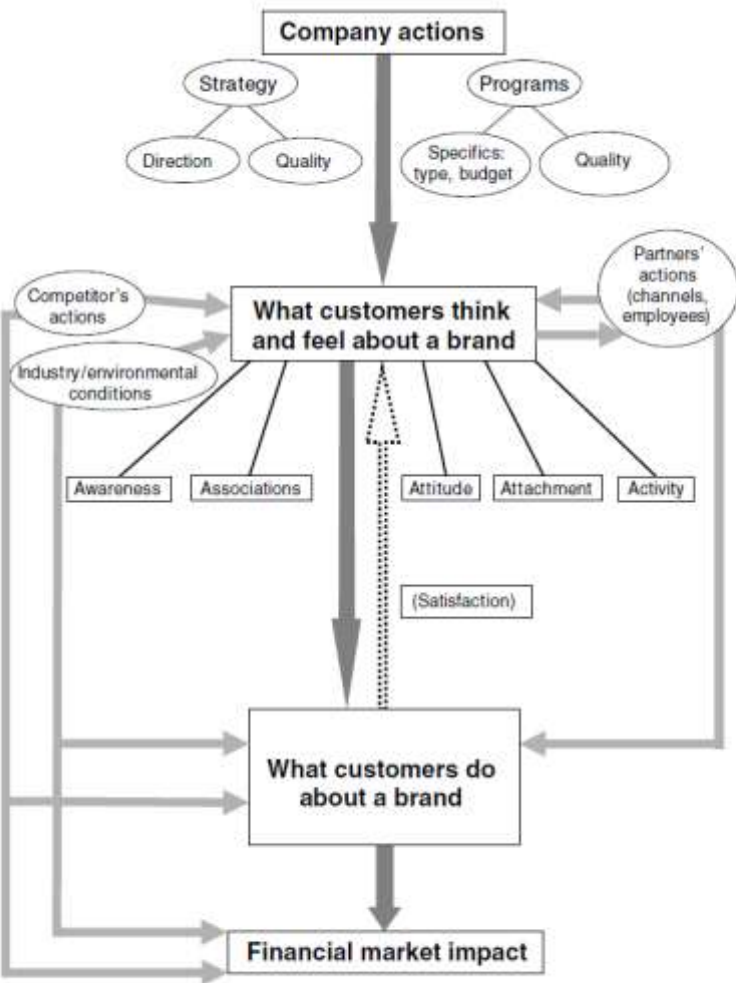 Company actions
Strategy
Programs
Direction
Quality
Specifics:
type, budget
Quality
Competitor's
actions
What customers think
and feel about a brand
Partners'
actions
(channels,
employees)
Industry/environmental
conditions
Awareness
Associations
Attitude
Attachment
Activity
(Satisfaction)
What customers do
about a brand
Financial market impact